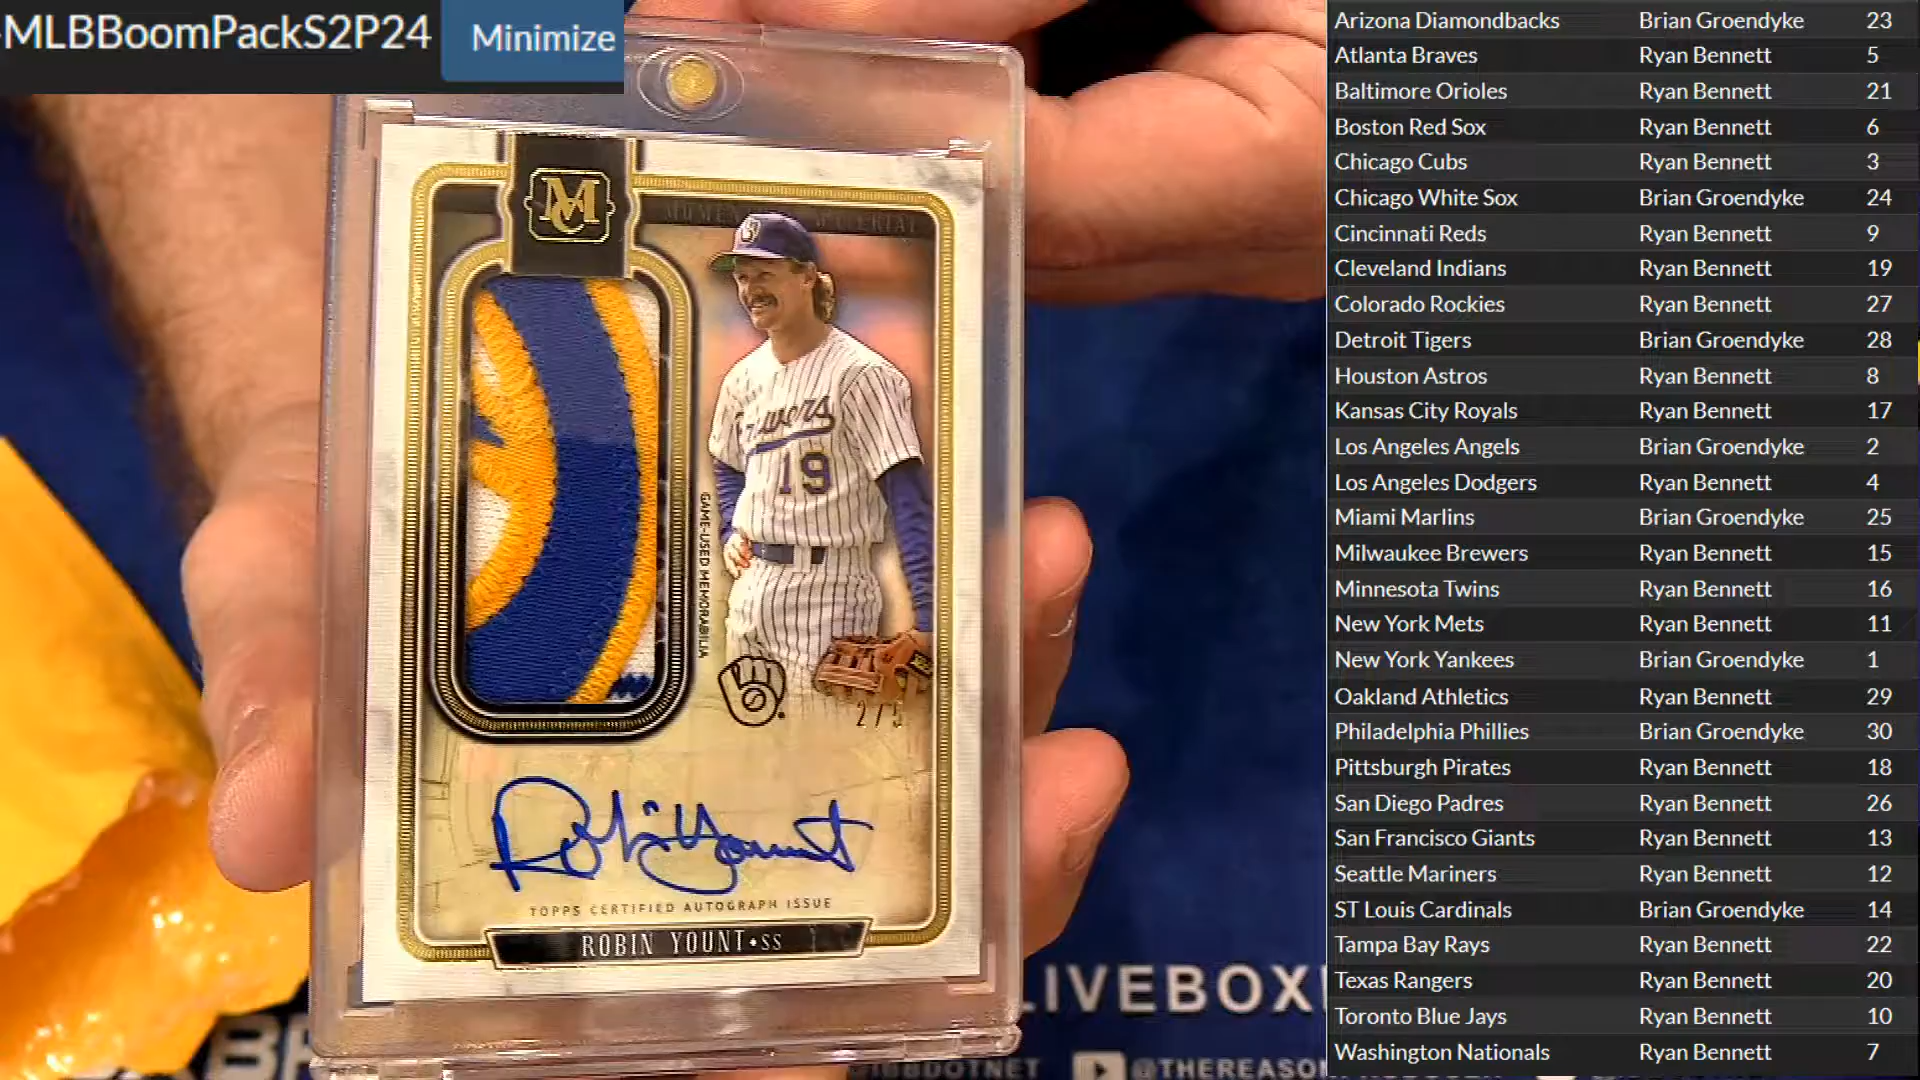 -MLBBoomPackS2P24
Minimize
MC
Brewers
19
GAME-USED MEMORABILIA
b
Robin Yount
TOPPS CERTIFIED AUTOGRAPH ISSUE
ROBIN YOUNT • SS
LIVEBOX
Arizona Diamondbacks Brian Groendyke 23
Atlanta Braves Ryan Bennett 5
Baltimore Orioles Ryan Bennett 21
Boston Red Sox Ryan Bennett 6
Chicago Cubs Ryan Bennett 3
Chicago White Sox Brian Groendyke 24
Cincinnati Reds Ryan Bennett 9
Cleveland Indians Ryan Bennett 19
Colorado Rockies Ryan Bennett 27
Detroit Tigers Brian Groendyke 28
Houston Astros Ryan Bennett 8
Kansas City Royals Ryan Bennett 17
Los Angeles Angels Brian Groendyke 2
Los Angeles Dodgers Ryan Bennett 4
Miami Marlins Brian Groendyke 25
Milwaukee Brewers Ryan Bennett 15
Minnesota Twins Ryan Bennett 16
New York Mets Ryan Bennett 11
New York Yankees Brian Groendyke 1
Oakland Athletics Ryan Bennett 29
Philadelphia Phillies Brian Groendyke 30
Pittsburgh Pirates Ryan Bennett 18
San Diego Padres Ryan Bennett 26
San Francisco Giants Ryan Bennett 13
Seattle Mariners Ryan Bennett 12
ST Louis Cardinals Brian Groendyke 14
Tampa Bay Rays Ryan Bennett 22
Texas Rangers Ryan Bennett 20
Toronto Blue Jays Ryan Bennett 10
Washington Nationals Ryan Bennett 7